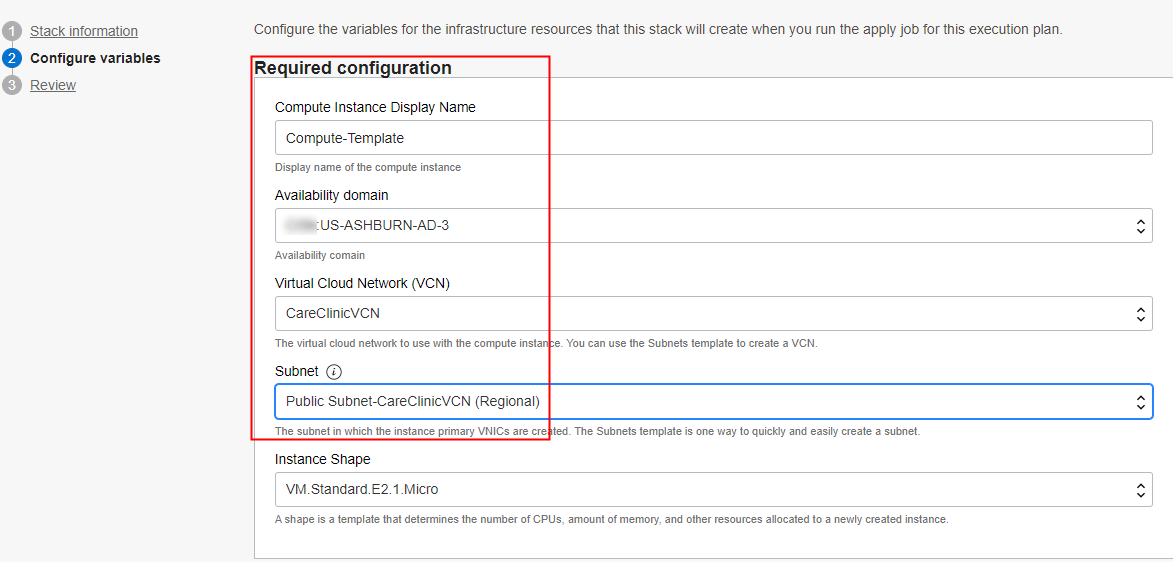 Configure the variables for the infrastructure resources that this stack will create when you run the apply job for this execution plan.
1 Stack information
2 Configure variables
3 Review
Required configuration
Compute Instance Display Name
Compute-Template
Display name of the compute instance
Availability domain
:US-ASHBURN-AD-3
Availability comain
Virtual Cloud Network (VCN)
CareClinicVCN
The virtual cloud network to use with the compute instance. You can use the Subnets template to create a VCN.
Subnet i
Public Subnet-CareClinicVCN (Regional)
The subnet in which the instance primary VNICs are created. The Subnets template is one way to quickly and easily create a subnet.
Instance Shape
VM.Standard.E2.1.Micro
A shape is a template that determines the number of CPUs, amount of memory, and other resources allocated to a newly created instance.